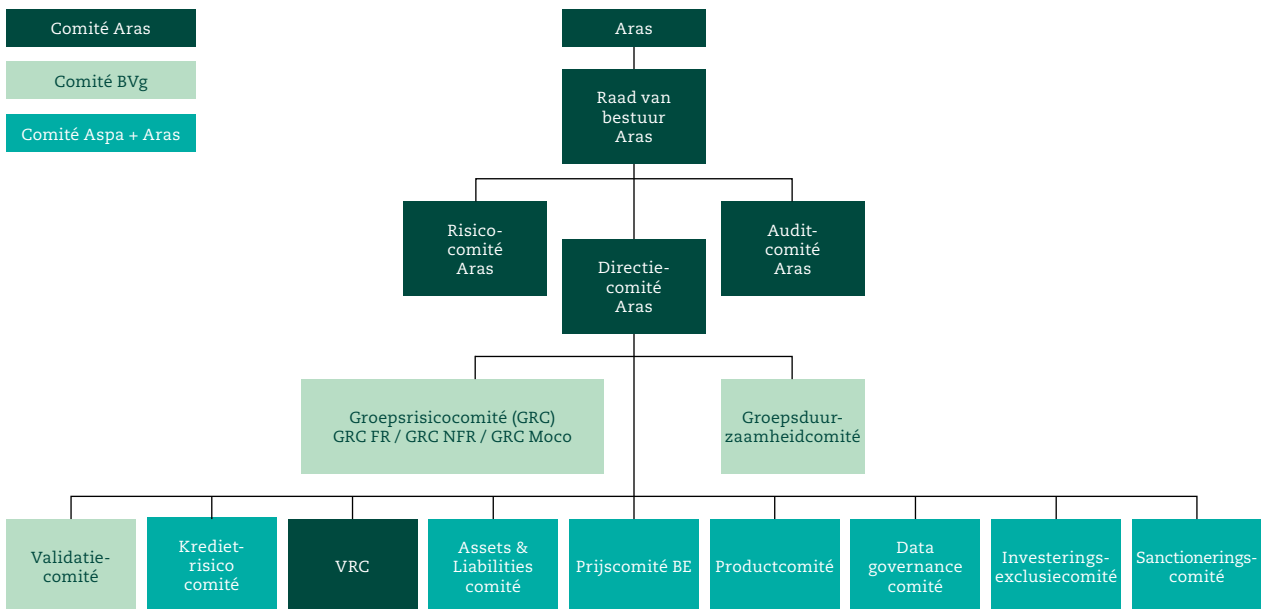 Comité Aras
Comité BVg
Comité Aspa + Aras
Aras
Raad van
bestuur
Aras
Risico-
comité
Aras
Directie-
comité
Aras
Audit-
comité
Aras
Groepsrisicocomité (GRC)
GRC FR / GRC NFR / GRC Moco
Groepsduur-
zaamheidcomité
Validatie-
comité
Krediet-
risico
comité
VRC
Assets &
Liabilities
comité
Prijscomité BE
Productcomité
Data
governance
comité
Investerings-
exclusiecomité
Sanctionerings-
comité